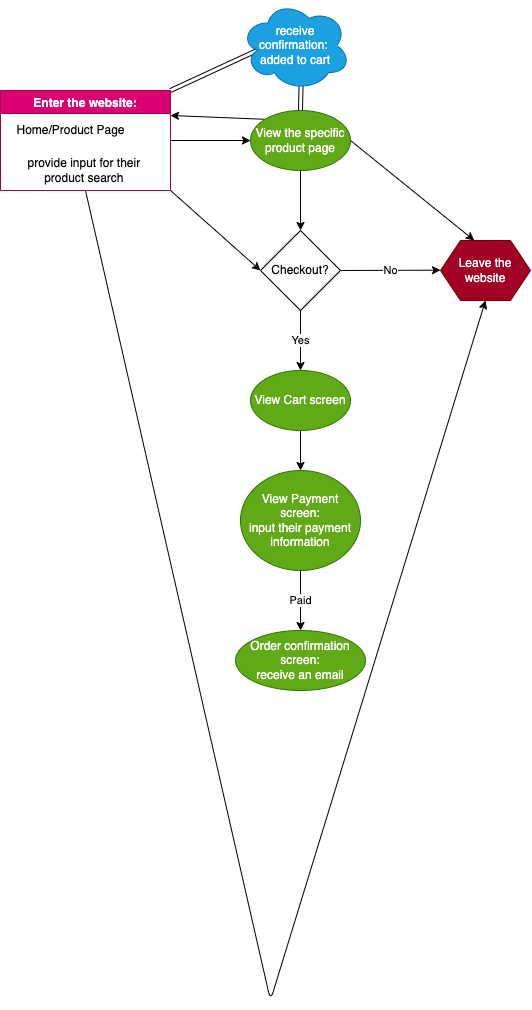 receive
confirmation:
added to cart
Enter the website:
Home/Product Page
provide input for their
product search
View the specific
product page
Checkout?
No
Leave the
website
Yes
View Cart screen
View Payment
screen:
input their payment
information
Paid
Order confirmation
screen:
receive an email